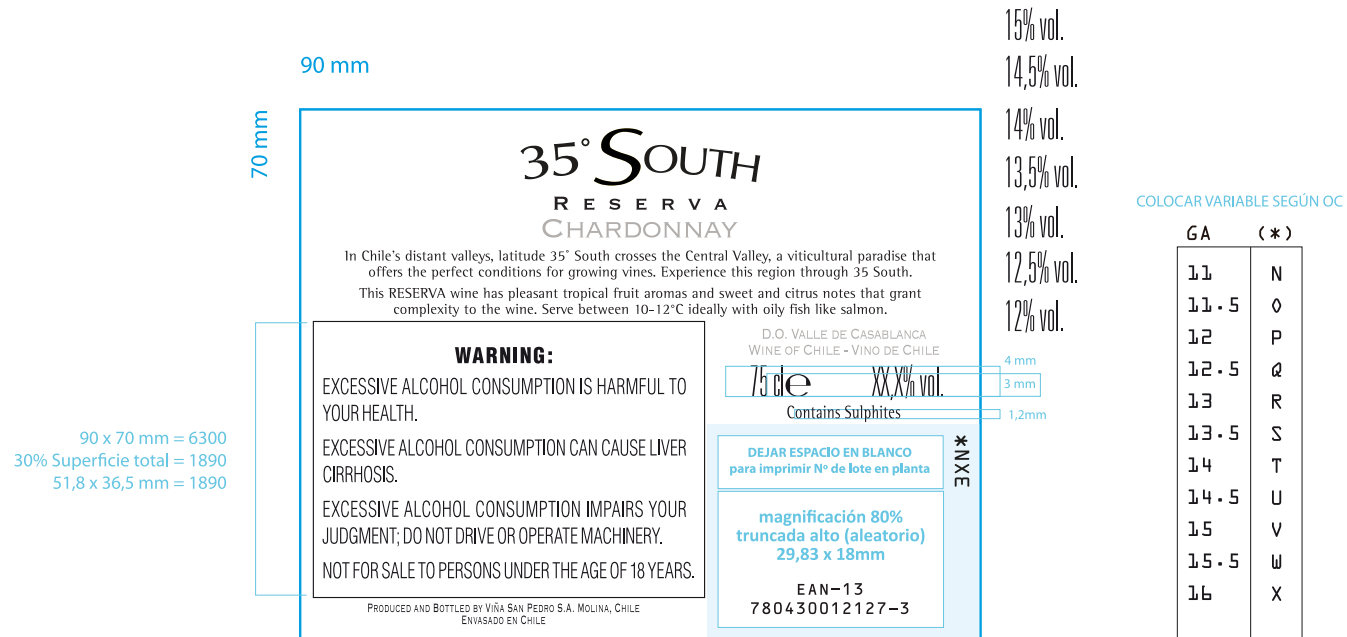 90 mm
70 mm
35° SOUTH
RESERVA
CHARDONNAY
In Chile's distant valleys, latitude 35° South crosses the Central Valley, a viticultural paradise that
offers the perfect conditions for growing vines. Experience this region through 35 South.
This RESERVA wine has pleasant tropical fruit aromas and sweet and citrus notes that grant
complexity to the wine. Serve between 10-12°C ideally with oily fish like salmon.
WARNING:
EXCESSIVE ALCOHOL CONSUMPTION IS HARMFUL TO
YOUR HEALTH.
EXCESSIVE ALCOHOL CONSUMPTION CAN CAUSE LIVER
CIRRHOSIS.
EXCESSIVE ALCOHOL CONSUMPTION IMPAIRS YOUR
JUDGMENT; DO NOT DRIVE OR OPERATE MACHINERY.
NOT FOR SALE TO PERSONS UNDER THE AGE OF 18 YEARS.
PRODUCED AND BOTTLED BY VIÑA SAN PEDRO S.A. MOLINA, CHILE
ENVASADO EN CHILE
D.O. VALLE DE CASABLANCA
WINE OF CHILE - VINO DE CHILE
75 cl e XX,X% vol.
Contains Sulphites
4 mm
3 mm
1,2mm
DEJAR ESPACIO EN BLANCO
para imprimir Nº de lote en planta
*NXE
magnificación 80%
truncada alto (aleatorio)
29,83 x 18mm
EAN-13
780430012127-3
90 x 70 mm = 6300
30% Superficie total = 1890
51,8 x 36,5 mm = 1890
15% vol.
14,5% vol.
14% vol.
13,5% vol.
13% vol.
12,5% vol.
12% vol.
COLOCAR VARIABLE SEGÚN OC
GA (*)
11 N
11.5 O
12 P
12.5 Q
13 R
13.5 S
14 T
14.5 U
15 V
15.5 W
16 X